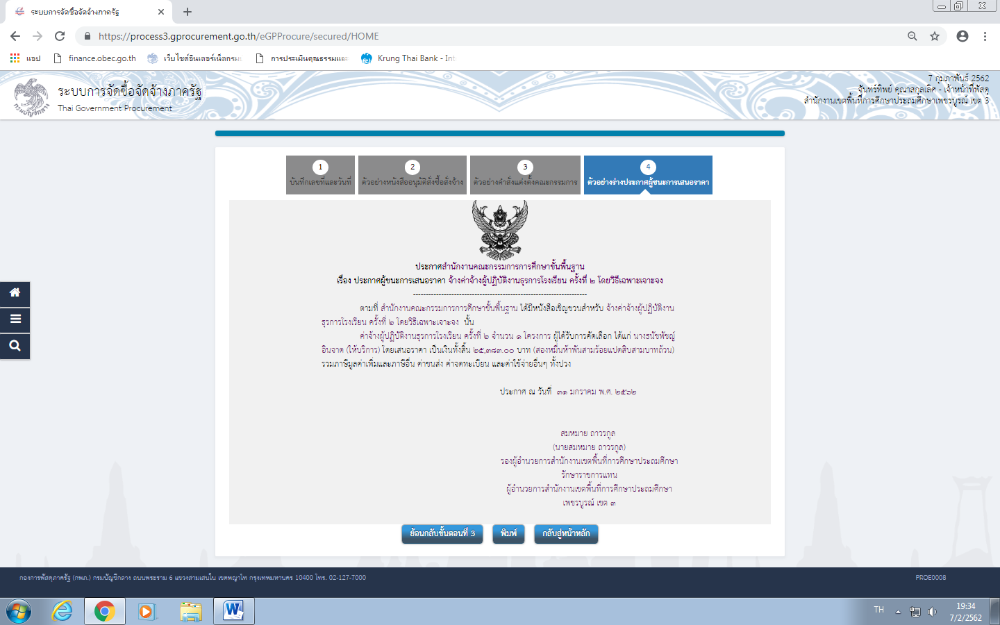 ระบบการจัดซื้อจัดจ้างภาครัฐ
https://process3.gprocurement.go.th/eGPProcure/secured/HOME
แอป finance.obec.go.th เว็บไซต์อินเตอร์เน็ตกรม การประเมินคุณธรรมและ Krung Thai Bank - Int
ระบบการจัดซื้อจัดจ้างภาครัฐ
Thai Government Procurement
7 กุมภาพันธ์ 2562
จันทร์ทิพย์ คุณาสกุลเลิศ - เจ้าหน้าที่พัสดุ
สำนักงานเขตพื้นที่การศึกษาประถมศึกษาเพชรบูรณ์ เขต 3
1 2 3 4
บันทึกเลขที่และวันที่ ตัวอย่างหนังสืออนุมัติสั่งซื้อสั่งจ้าง ตัวอย่างคำสั่งแต่งตั้งคณะกรรมการ ตัวอย่างร่างประกาศผู้ชนะการเสนอราคา
ประกาศสำนักงานคณะกรรมการการศึกษาขั้นพื้นฐาน
เรื่อง ประกาศผู้ชนะการเสนอราคา จ้างค่าจ้างผู้ปฏิบัติงานธุรการโรงเรียน ครั้งที่ ๒ โดยวิธีเฉพาะเจาะจง
--------------------------------------------------------------------
ตามที่ สำนักงานคณะกรรมการการศึกษาขั้นพื้นฐาน ได้มีหนังสือเชิญชวนสำหรับ จ้างค่าจ้างผู้ปฏิบัติงาน
ธุรการโรงเรียน ครั้งที่ ๒ โดยวิธีเฉพาะเจาะจง นั้น
ค่าจ้างผู้ปฏิบัติงานธุรการโรงเรียน ครั้งที่ ๒ จำนวน ๑ โครงการ ผู้ได้รับการคัดเลือก ได้แก่ นางธนัชพัชญ์
อินจาด (ให้บริการ) โดยเสนอราคา เป็นเงินทั้งสิ้น ๒๕,๓๘๓.๐๐ บาท (สองหมื่นห้าพันสามร้อยแปดสิบสามบาทถ้วน)
รวมภาษีมูลค่าเพิ่มและภาษีอื่น ค่าขนส่ง ค่าจดทะเบียน และค่าใช้จ่ายอื่นๆ ทั้งปวง
ประกาศ ณ วันที่ ๓๑ มกราคม พ.ศ. ๒๕๖๒
สมหมาย ถาวรกูล
(นายสมหมาย ถาวรกูล)
รองผู้อำนวยการสำนักงานเขตพื้นที่การศึกษาประถมศึกษา
รักษาราชการแทน
ผู้อำนวยการสำนักงานเขตพื้นที่การศึกษาประถมศึกษา
เพชรบูรณ์ เขต ๓
ย้อนกลับขั้นตอนที่ 3 พิมพ์ กลับสู่หน้าหลัก
กองการพัสดุภาครัฐ (กพภ.) กรมบัญชีกลาง ถนนพระราม 6 แขวงสามเสนใน เขตพญาไท กรุงเทพมหานคร 10400 โทร. 02-127-7000
PROE0008
TH
19:34
7/2/2562